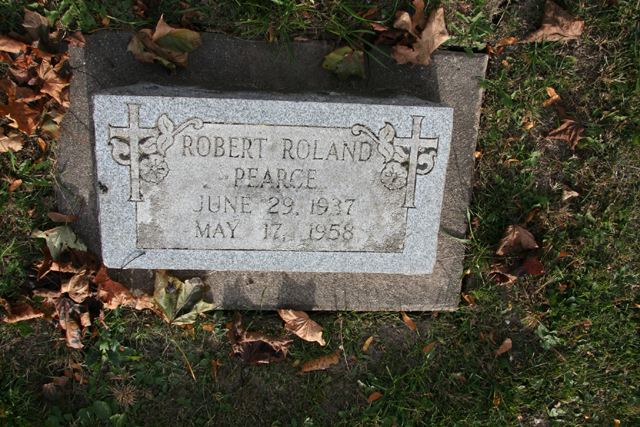 ROBERT ROLAND
PEARCE
JUNE 29, 1937
MAY 17, 1958